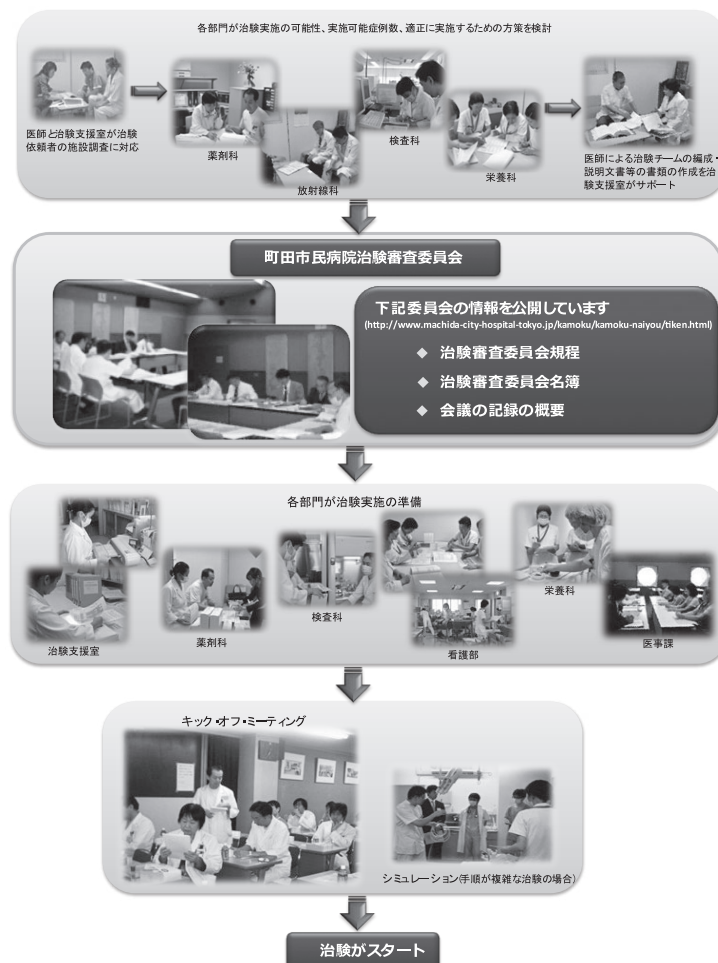 各部門が治験実施の可能性、実施可能症例数、適正に実施するための方策を検討
医師と治験支援室が治験
依頼者の施設調査に対応
薬剤科
放射線科
検査科
栄養科
医師による治験チームの編成・
説明文書等の書類の作成を治
験支援室がサポート
町田市民病院治験審査委員会
下記委員会の情報を公開しています
(http://www.machida-city-hospital-tokyo.jp/kamoku/kamoku-naiyou/tiken.html)
◆ 治験審査委員会規程
◆ 治験審査委員会名簿
◆ 会議の記録の概要
各部門が治験実施の準備
治験支援室
薬剤科
検査科
看護部
栄養科
医事課
キック・オフ・ミーティング
シミュレーション(手順が複雑な治験の場合)
治験がスタート